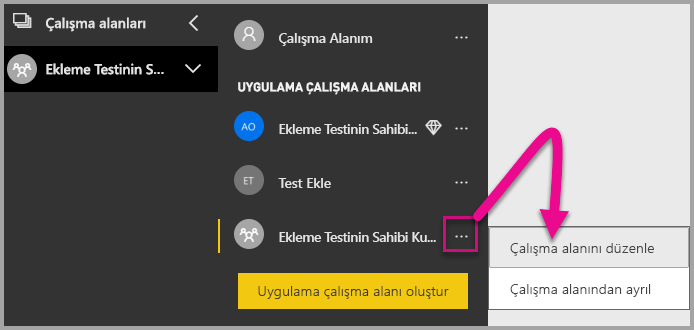 Çalışma alanları
Ekleme Testinin S...
Çalışma Alanım
UYGULAMA ÇALIŞMA ALANLARI
AO
Ekleme Testinin Sahibi...
ET
Test Ekle
Ekleme Testinin Sahibi Ku...
Uygulama çalışma alanı oluştur
Çalışma alanını düzenle
Çalışma alanından ayrıl